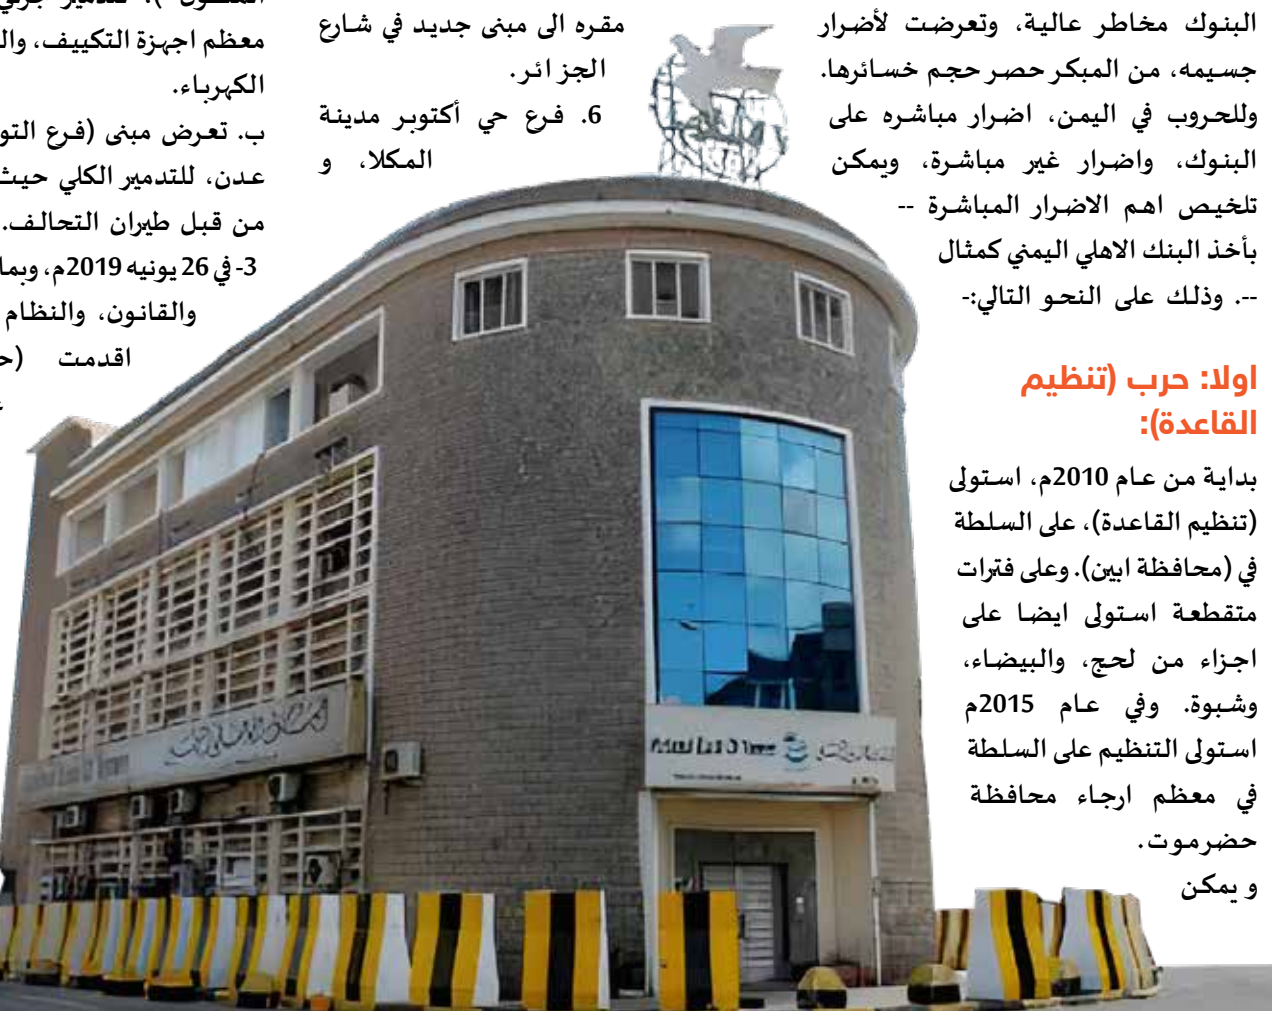 البنوك مخاطر عالية، وتعرضت لأضرار
جسيمه، من المبكر حصر حجم خسائرها.
وللحروب في اليمن، اضرار مباشره على
البنوك، واضرار غير مباشرة، ويمكن
تلخيص اهم الاضرار المباشرة --
بأخذ البنك الاهلي اليمني كمثال
--. وذلك على النحو التالي:-
اولا: حرب (تنظيم
القاعدة):
بداية من عام 2010م، استولى
(تنظيم القاعدة)، على السلطة
في (محافظة ابين). وعلى فترات
متقطعة استولى ايضا على
اجزاء من لحج، والبيضاء،
وشبوة. وفي عام 2015م
استولى التنظيم على السلطة
في معظم ارجاء محافظة
حضرموت.
و يمكن
مقره الى مبنى جديد في شارع
الجزائر.
6. فرع حي أكتوبر مدينة
المكلا، و
معظم اجهزة التكييف، وال
الكهرباء.
ب. تعرض مبنى (فرع التو
عدن، للتدمير الكلي حيث
من قبل طيران التحالف.
3- في 26 يونيه 2019م، وبما
والقانون، والنظام
اقدمت (ح